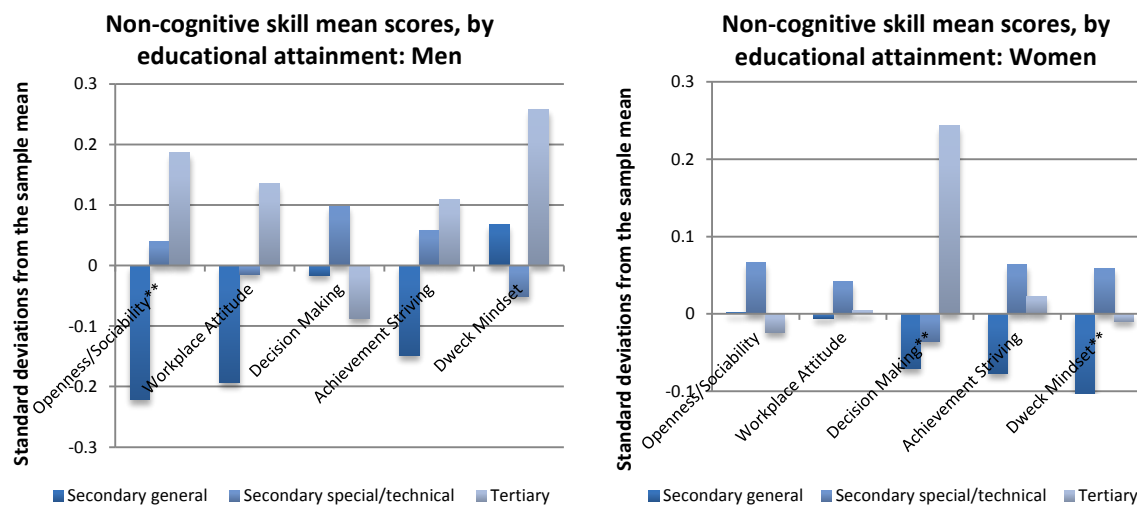 Non-cognitive skill mean scores, by
educational attainment: Men
Standard deviations from the sample mean
0.3
0.2
0.1
0
-0.1
-0.2
-0.3
Openness/Sociability**
Workplace Attitude
Decision Making
Achievement Striving
Dweck Mindset
Secondary general
Secondary special/technical
Tertiary
Non-cognitive skill mean scores, by
educational attainment: Women
Standard deviations from the sample mean
0.3
0.2
0.1
0
-0.1
Openness/Sociability
Workplace Attitude
Decision Making**
Achievement Striving
Dweck Mindset**
Secondary general
Secondary special/technical
Tertiary